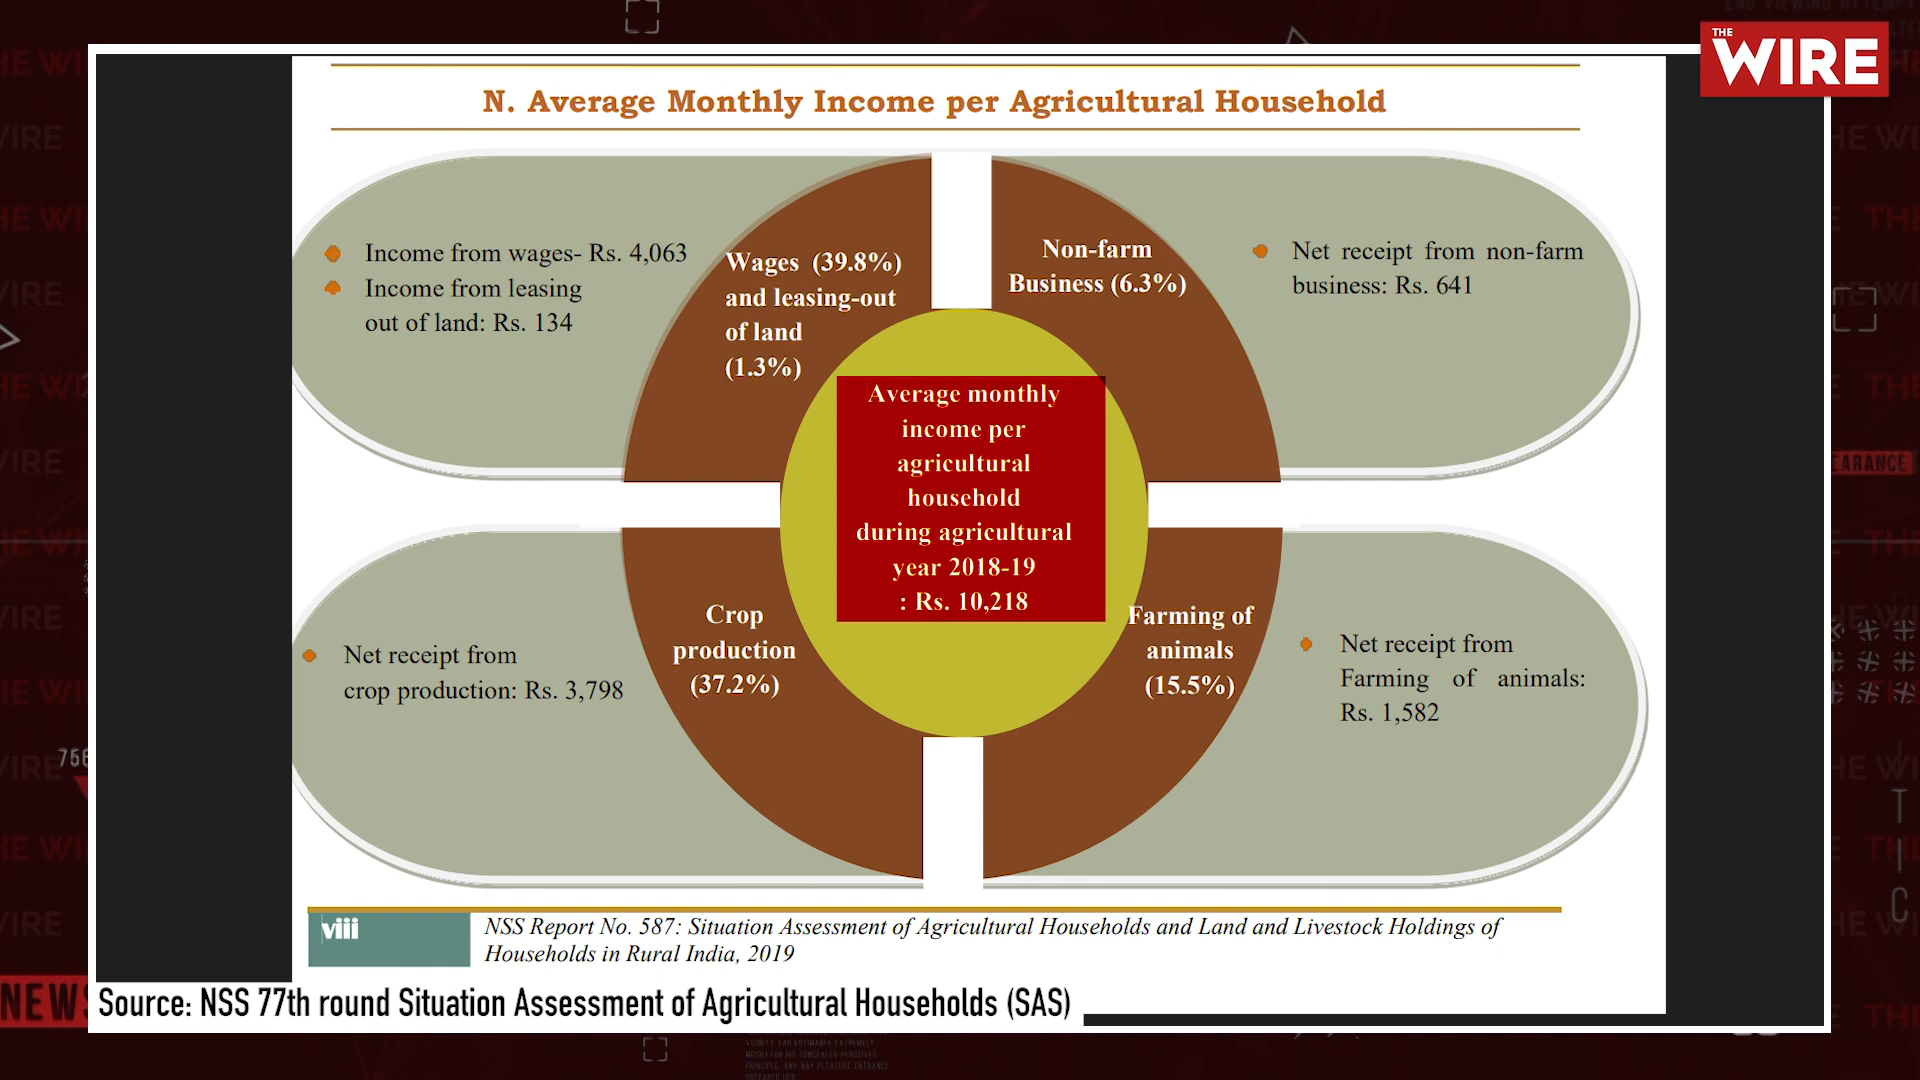 THE
WIRE
N. Average Monthly Income per Agricultural Household
Income from wages- Rs. 4,063
Income from leasing
out of land: Rs. 134
Wages (39.8%)
and leasing-out
of land
(1.3%)
Non-farm
Business (6.3%)
Net receipt from non-farm
business: Rs. 641
Average monthly
income per
agricultural
household
during agricultural
year 2018-19
: Rs. 10,218
Crop
production
(37.2%)
Net receipt from
crop production: Rs. 3,798
Farming of
animals
(15.5%)
Net receipt from
Farming of animals:
Rs. 1,582
viii
NSS Report No. 587: Situation Assessment of Agricultural Households and Land and Livestock Holdings of
Households in Rural India, 2019
NEWS
Source: NSS 77th round Situation Assessment of Agricultural Households (SAS)